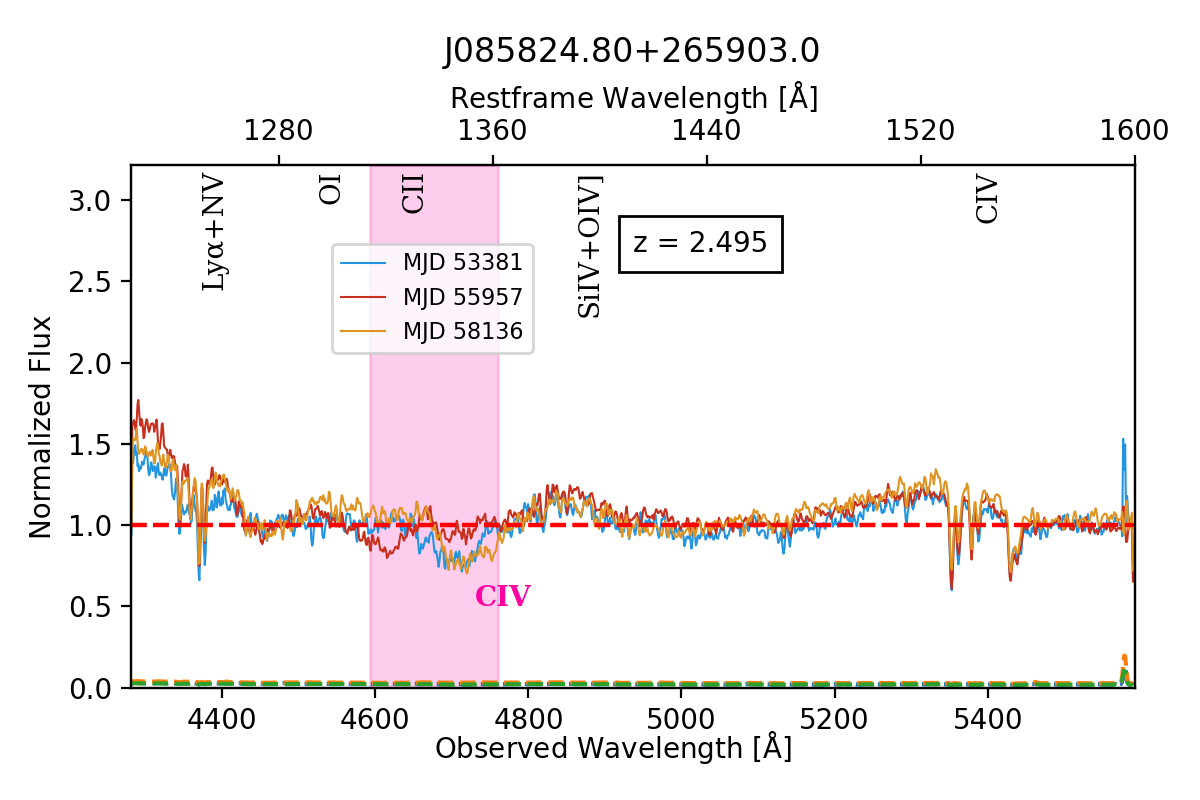 J085824.80+265903.0
Restframe Wavelength [Å]
1280 1360 1440 1520 1600
Normalized Flux
3.0
2.5
2.0
1.5
1.0
0.5
0.0
Lyα+NV
OI
CII
SiIV+OIV]
CIV
z = 2.495
MJD 53381
MJD 55957
MJD 58136
CIV
4400 4600 4800 5000 5200 5400
Observed Wavelength [Å]